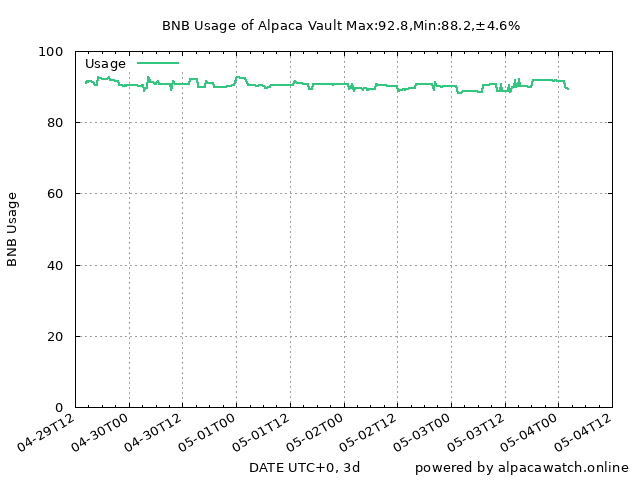 BNB Usage of Alpaca Vault Max:92.8,Min:88.2,±4.6%
Usage
100
80
60
40
20
0
BNB Usage
04-29T12
04-30T00
04-30T12
05-01T00
05-01T12
05-02T00
05-02T12
05-03T00
05-03T12
05-04T00
05-04T12
DATE UTC+0, 3d
powered by alpacawatch.online